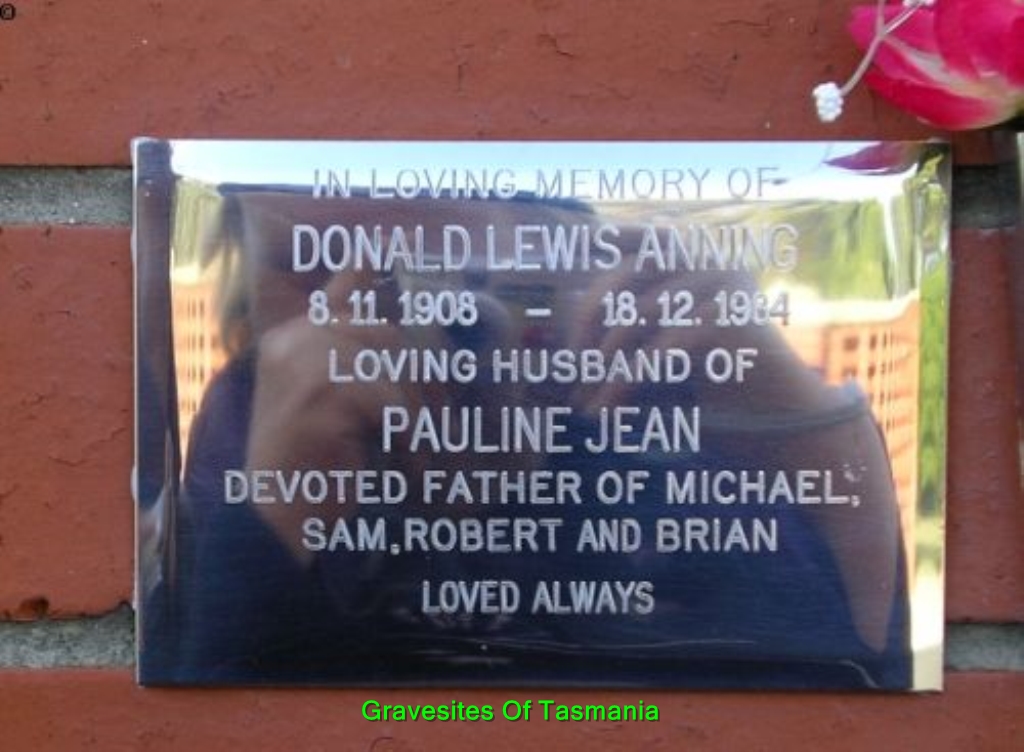 IN LOVING MEMORY OF
DONALD LEWIS ANNING
8. 11. 1908 – 18. 12. 1984
LOVING HUSBAND OF
PAULINE JEAN
DEVOTED FATHER OF MICHAEL,
SAM, ROBERT AND BRIAN
LOVED ALWAYS
Gravesites Of Tasmania